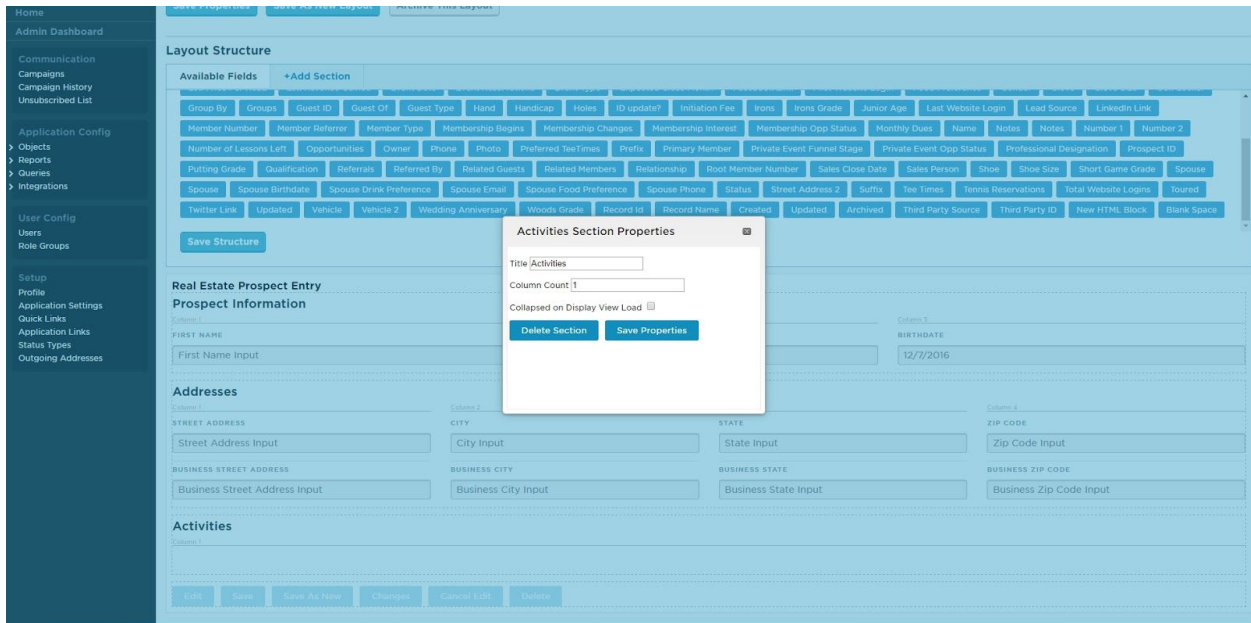 Home
Save Properties Save As New Layout Archive This Layout
Admin Dashboard
Communication
Campaigns
Campaign History
Unsubscribed List
Application Config
Objects
Reports
Queries
Integrations
User Config
Users
Role Groups
Setup
Profile
Application Settings
Quick Links
Application Links
Status Types
Outgoing Addresses
Layout Structure
Available Fields +Add Section
Group By Groups Guest ID Guest Of Guest Type Hand Handicap Holes ID update? Initiation Fee Irons Irons Grade Junior Age Last Website Login Lead Source LinkedIn Link
Member Number Member Referrer Member Type Membership Begins Membership Changes Membership Interest Membership Opp Status Monthly Dues Name Notes Notes Number 1 Number 2
Number of Lessons Left Opportunities Owner Phone Photo Preferred TeeTimes Prefix Primary Member Private Event Funnel Stage Private Event Opp Status Professional Designation Prospect ID
Putting Grade Qualification Referrals Referred By Related Guests Related Members Relationship Root Member Number Sales Close Date Sales Person Shoe Shoe Size Short Game Grade Spouse
Spouse Spouse Birthdate Spouse Drink Preference Spouse Email Spouse Food Preference Spouse Phone Status Street Address 2 Suffix Tee Times Tennis Reservations Total Website Logins Toured
Twitter Link Updated Vehicle Vehicle 2 Wedding Anniversary Woods Grade Record Id Record Name Created Updated Archived Third Party Source Third Party ID New HTML Block Blank Space
Save Structure
Activities Section Properties
Title Activities
Column Count 1
Collapsed on Display View Load
Delete Section Save Properties
Real Estate Prospect Entry
Prospect Information
Column 1 Column 3
FIRST NAME BIRTHDATE
First Name Input 12/7/2016
Addresses
Column 1 Column 2 Column 4
STREET ADDRESS CITY STATE ZIP CODE
Street Address Input City Input State Input Zip Code Input
BUSINESS STREET ADDRESS BUSINESS CITY BUSINESS STATE BUSINESS ZIP CODE
Business Street Address Input Business City Input Business State Input Business Zip Code Input
Activities
Column 1
Edit Save Save As New Changes Cancel Edit Delete